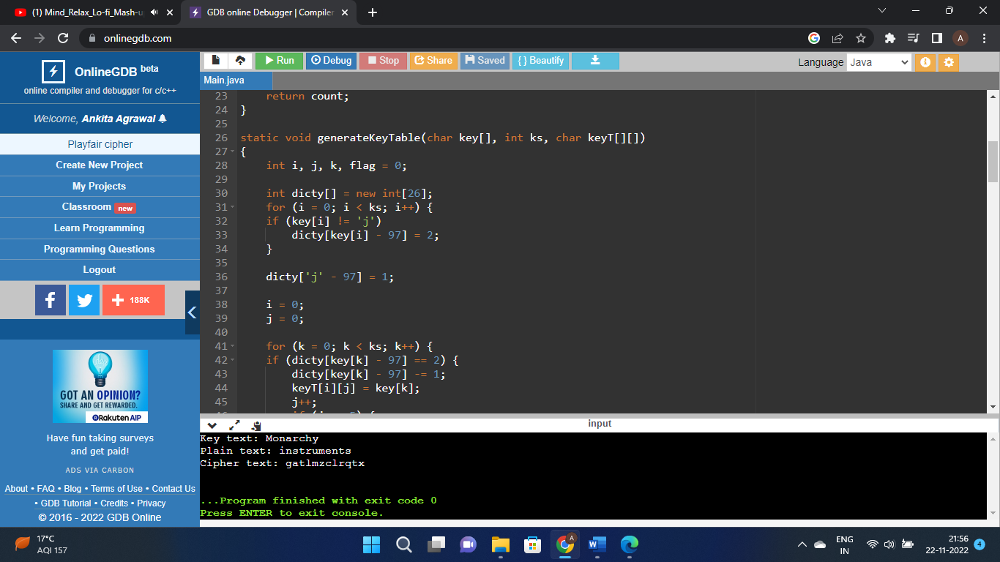 (1) Mind_Relax_Lo-fi_Mash-u
GDB online Debugger | Compiler
onlinegdb.com
A
OnlineGDB beta
online compiler and debugger for c/c++
Welcome, Ankita Agrawal
Playfair cipher
Create New Project
My Projects
Classroom new
Learn Programming
Programming Questions
Logout
f
188K
GOT AN OPINION?
SHARE AND GET REWARDED.
Rakuten AIP
Have fun taking surveys
and get paid!
ADS VIA CARBON
About • FAQ • Blog • Terms of Use • Contact Us
• GDB Tutorial • Credits • Privacy
© 2016 - 2022 GDB Online
Run Debug Stop Share Saved { } Beautify
Language Java
Main.java
23 return count;
24 }
25
26 static void generateKeyTable(char key[], int ks, char keyT[][])
27 {
28 int i, j, k, flag = 0;
29
30 int dicty[] = new int[26];
31 for (i = 0; i < ks; i++) {
32 if (key[i] != 'j')
33 dicty[key[i] - 97] = 2;
34 }
35
36 dicty['j' - 97] = 1;
37
38 i = 0;
39 j = 0;
40
41 for (k = 0; k < ks; k++) {
42 if (dicty[key[k] - 97] == 2) {
43 dicty[key[k] - 97] -= 1;
44 keyT[i][j] = key[k];
45 j++;
input
Key text: Monarchy
Plain text: instruments
Cipher text: gatlmzclrqtx
...Program finished with exit code 0
Press ENTER to exit console.
17°C
AQI 157
A
ENG
IN
21:56
22-11-2022
4